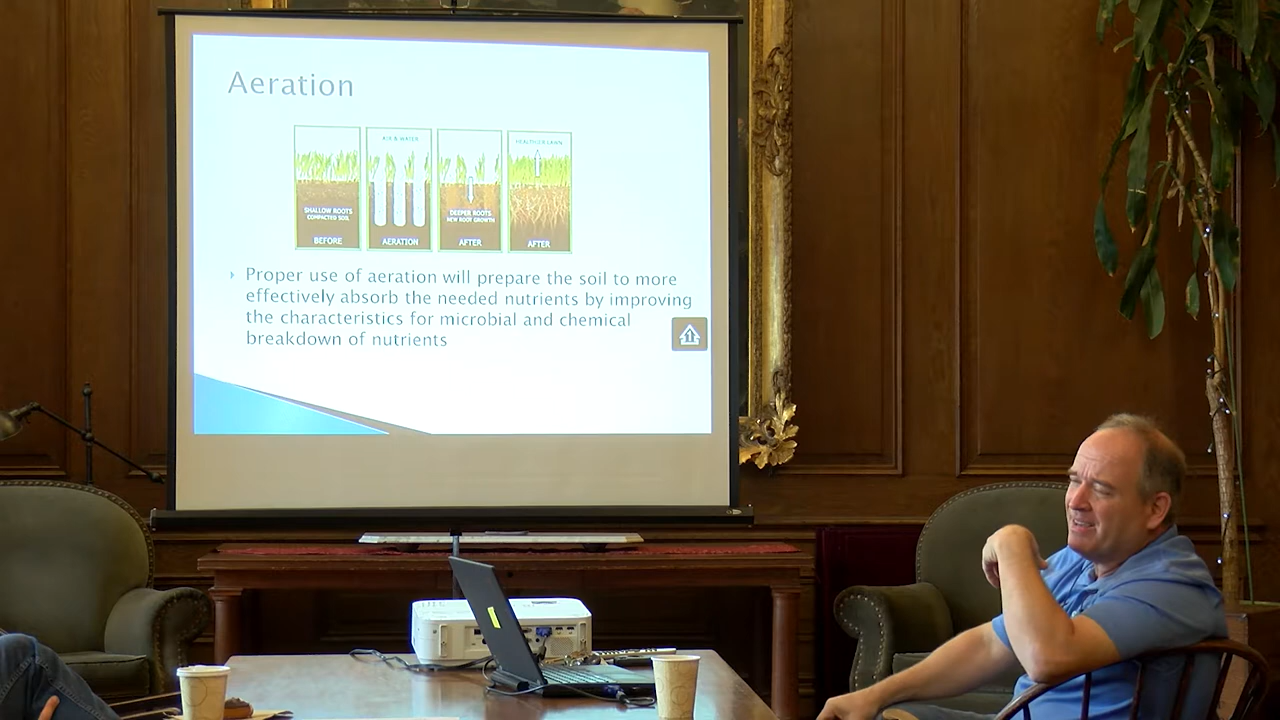 Aeration
AIR & WATER
HEALTHIER LAWN
SHALLOW ROOTS
COMPACTED SOIL
DEEPER ROOTS
NEW ROOT GROWTH
BEFORE
AERATION
AFTER
AFTER
Proper use of aeration will prepare the soil to more
effectively absorb the needed nutrients by improving
the characteristics for microbial and chemical
breakdown of nutrients